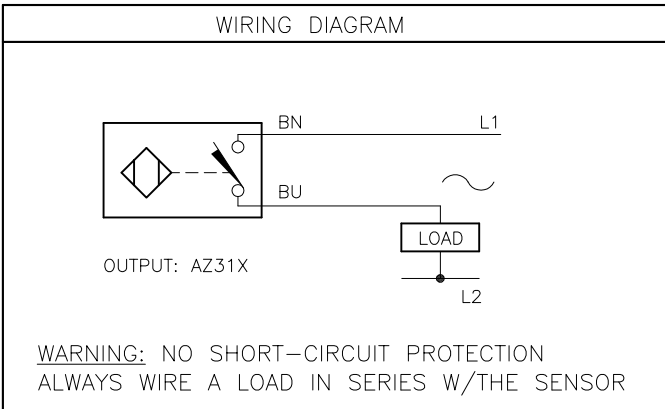 WIRING DIAGRAM
BN
L1
BU
LOAD
OUTPUT: AZ31X
L2
WARNING: NO SHORT-CIRCUIT PROTECTION
ALWAYS WIRE A LOAD IN SERIES W/THE SENSOR